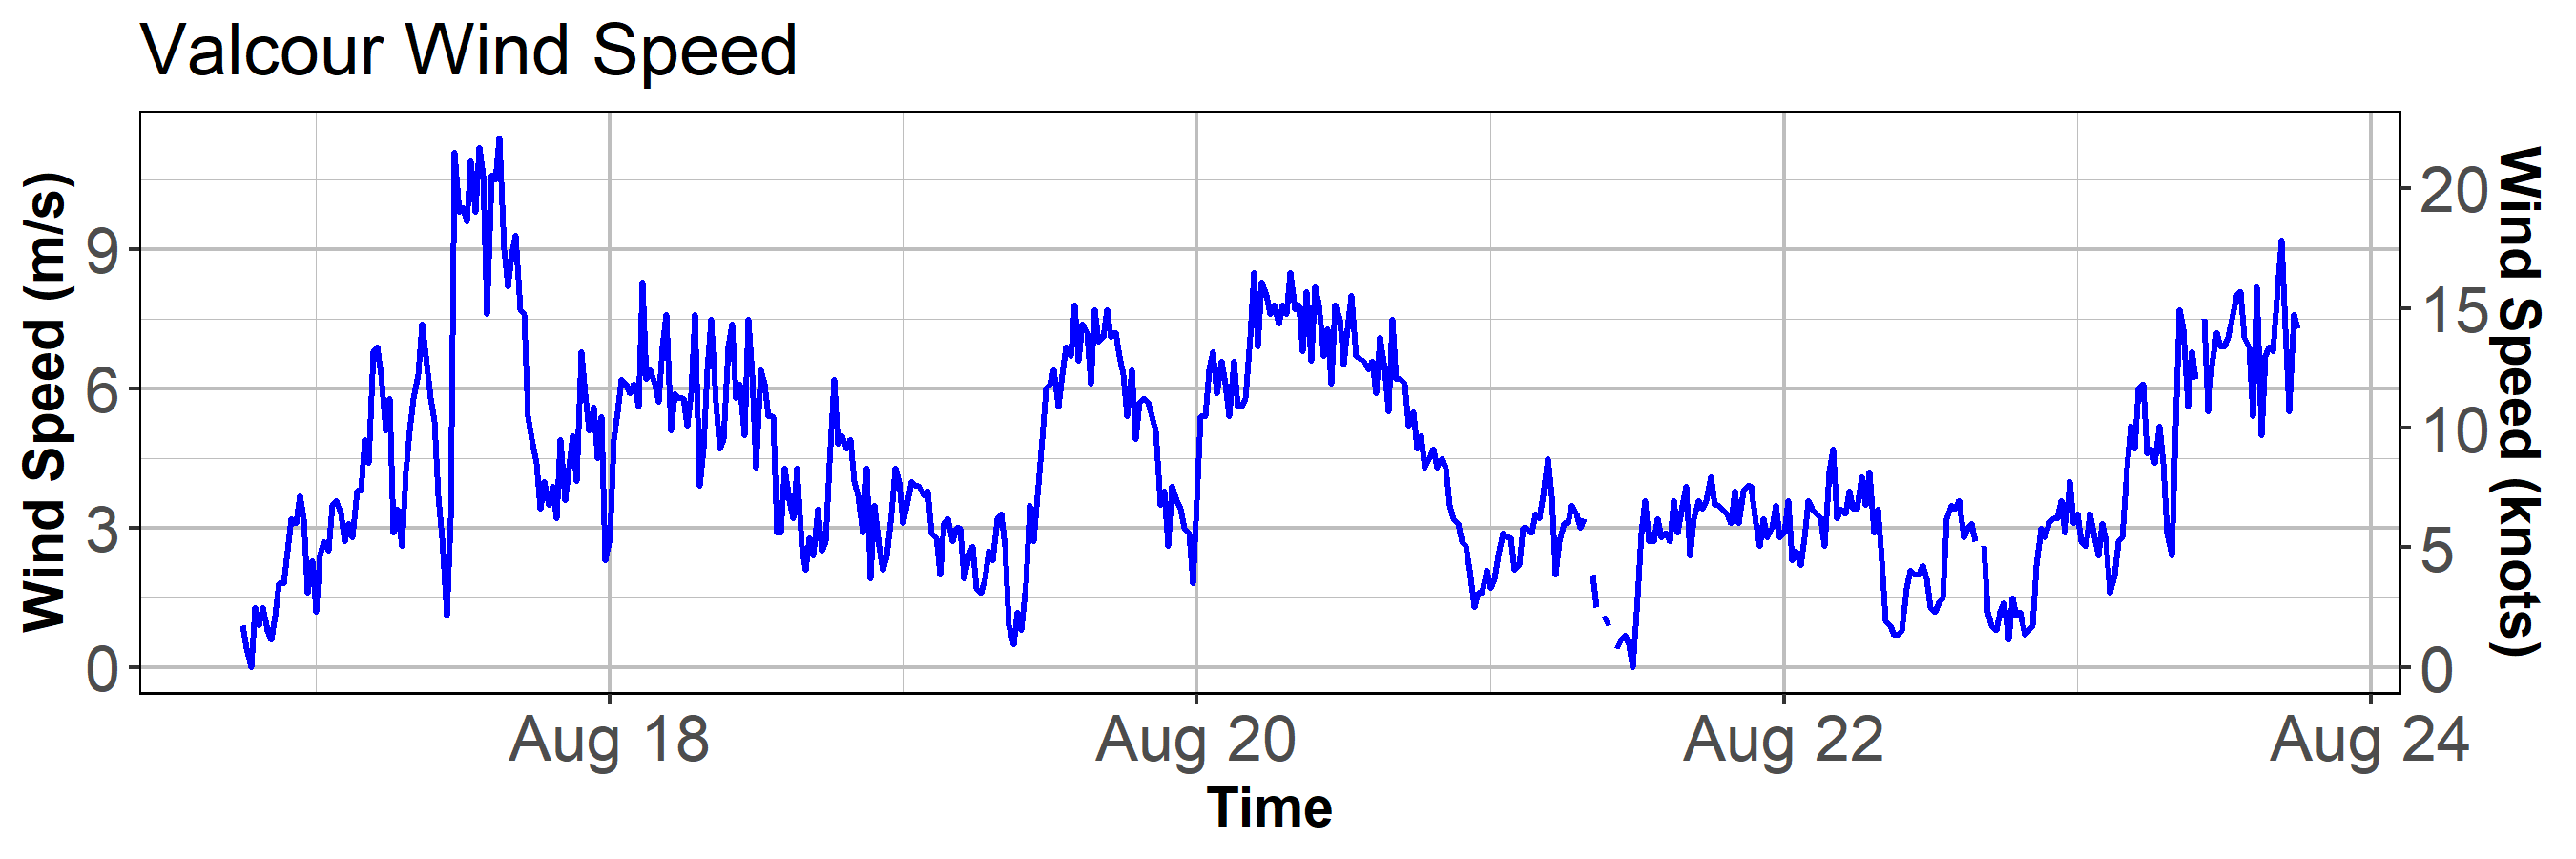 Valcour Wind Speed
Wind Speed (m/s)
9
6
3
0
20
15
10
5
0
Wind Speed (knots)
Aug 18
Aug 20
Aug 22
Aug 24
Time